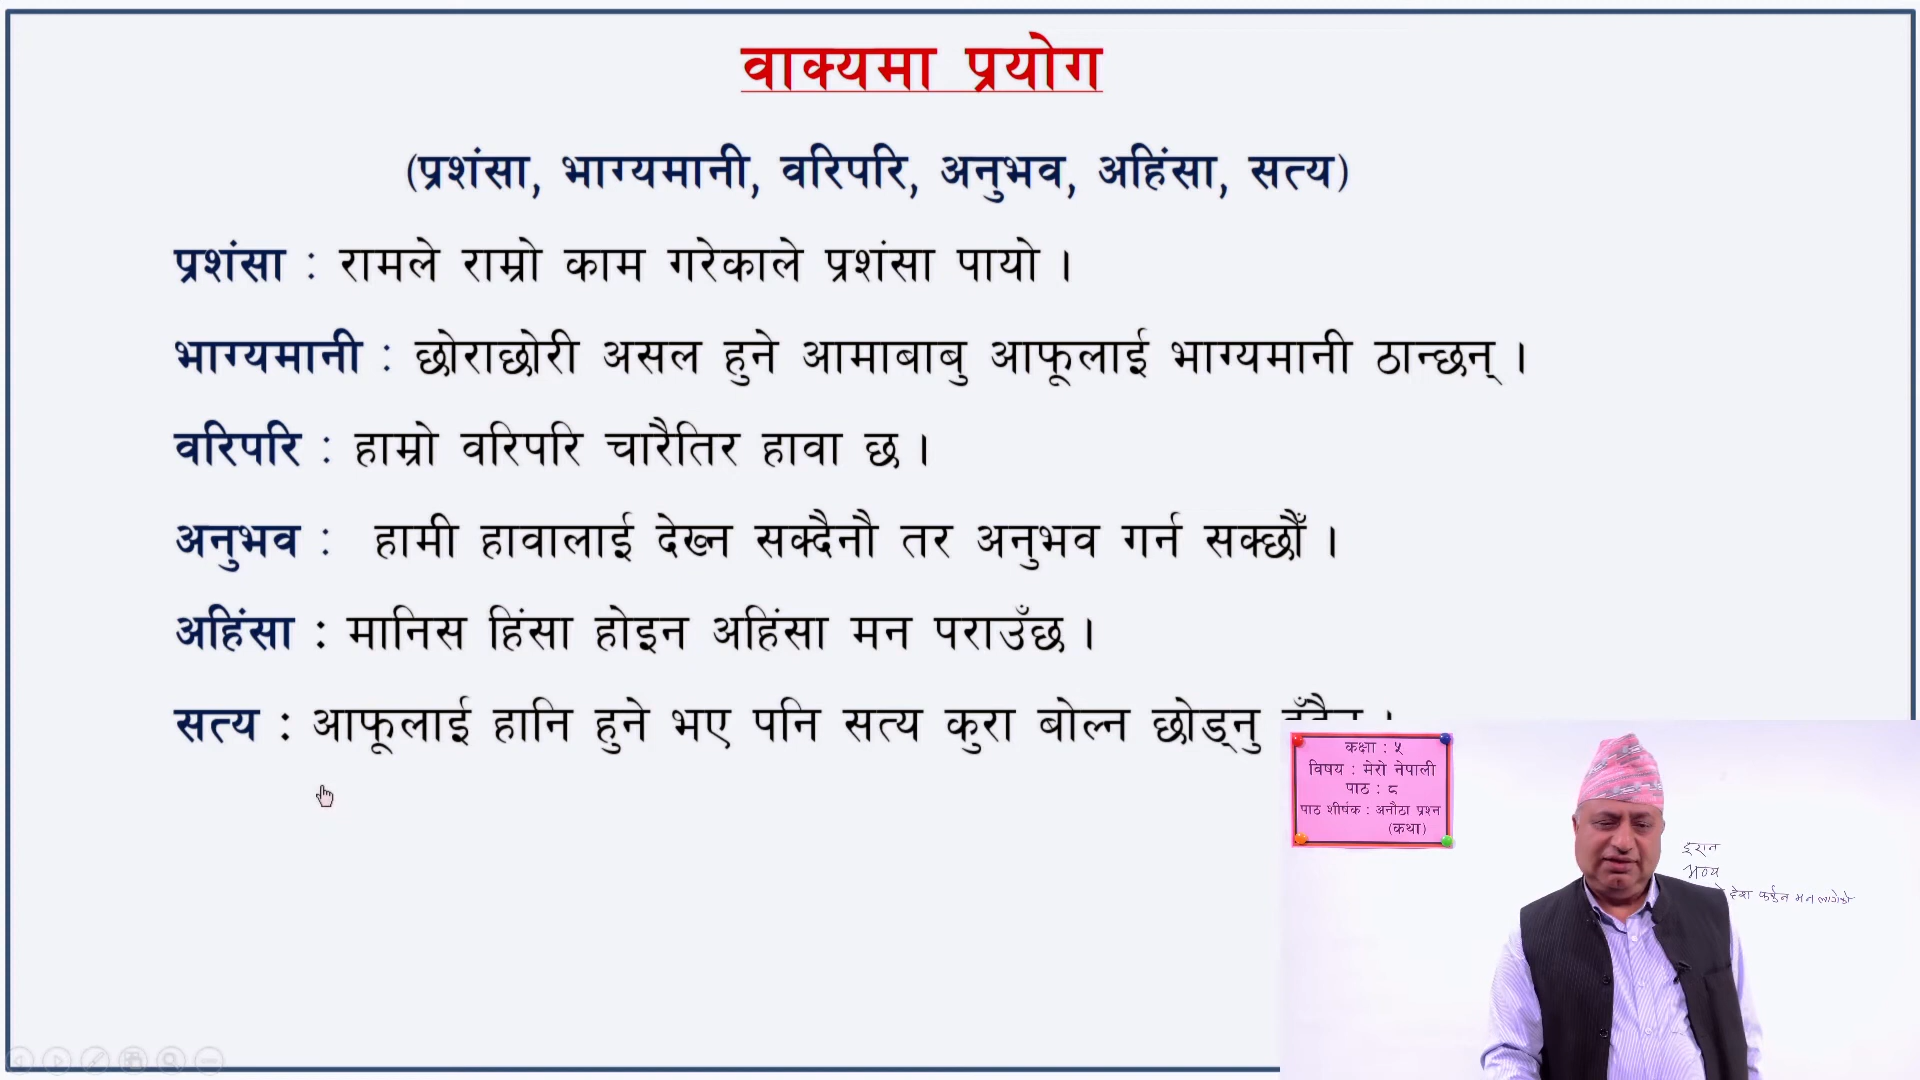 वाक्यमा प्रयोग
(प्रशंसा, भाग्यमानी, वरिपरि, अनुभव, अहिंसा, सत्य)
प्रशंसा : रामले राम्रो काम गरेकाले प्रशंसा पायो ।
भाग्यमानी : छोराछोरी असल हुने आमाबाबु आफूलाई भाग्यमानी ठान्छन् ।
वरिपरि : हाम्रो वरिपरि चारैतिर हावा छ ।
अनुभव : हामी हावालाई देख्न सक्दैनौ तर अनुभव गर्न सक्छौँ ।
अहिंसा : मानिस हिंसा होइन अहिंसा मन पराउँछ ।
सत्य : आफूलाई हानि हुने भए पनि सत्य कुरा बोल्न छोड्नु
कक्षा : ५
विषय : मेरो नेपाली
पाठ : ८
पाठ शीर्षक : अनौठा प्रश्न
(कथा)
इरान
भव्य